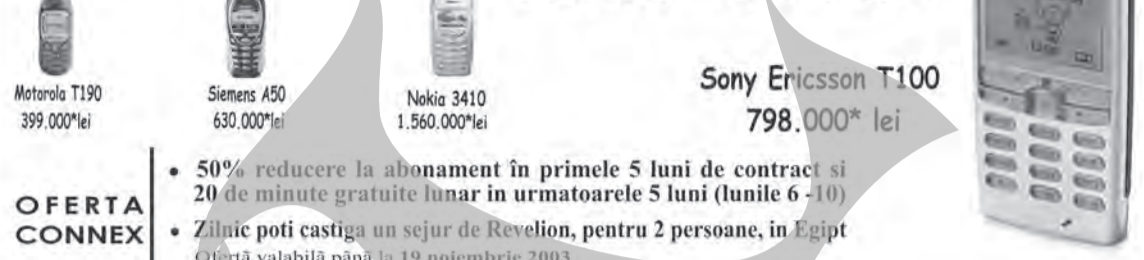 Motorola T190
399.000*lei
Siemens A50
630.000*lei
Nokia 3410
1.560.000*lei
Sony Ericsson T100
798.000* lei
OFERTA
CONNEX
• 50% reducere la abonament în primele 5 luni de contract si
20 de minute gratuite lunar in urmatoarele 5 luni (lunile 6 -10)
• Zilnic poti castiga un sejur de Revelion, pentru 2 persoane, in Egipt
Ofertă valabilă până la 19 noiembrie 2003